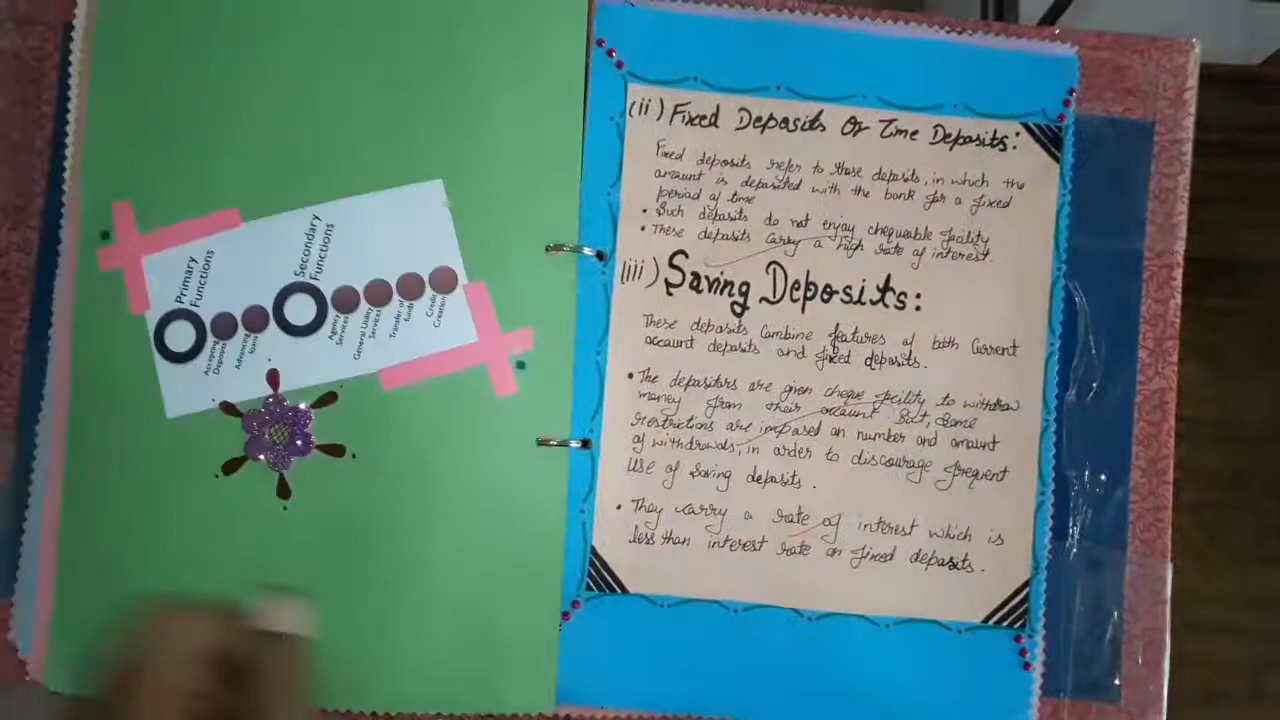 Primary
Functions
Accepting
Deposits
Advancing
loans
Secondary
Functions
Agency
Services
General Utility
Services
Transfer of
funds
Credit
Creation
(ii) Fixed Deposits Or Time Deposits:
Fixed deposits refer to those deposits, in which the
amount is deposited with the bank for a fixed
period of time
• Such deposits do not enjoy chequeable facility
• These deposits carry a high rate of interest.
(iii) Saving Deposits:
These deposits combine features of both current
account deposits and fixed deposits.
• The depositors are given cheque facility to withdraw
money from their account. But, some
restrictions are imposed on number and amount
of withdrawals, in order to discourage frequent
use of saving deposits.
• They carry a rate of interest which is
less than interest rate on fixed deposits.